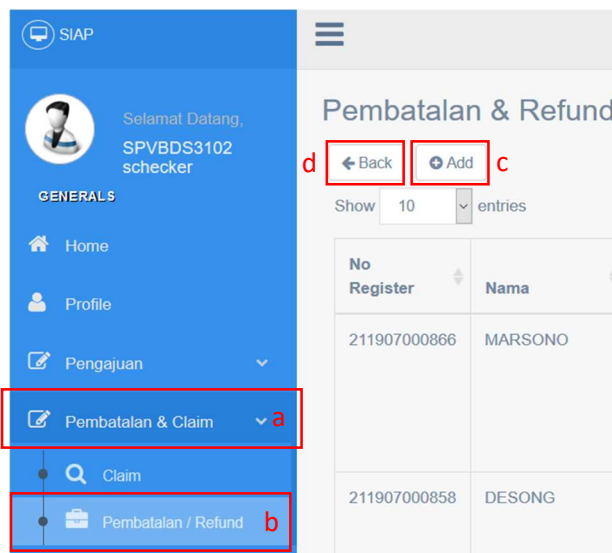 SIAP
Selamat Datang,
SPVBDS3102
schecker
GENERALS
Home
Profile
Pengajuan
Pembatalan & Claim a
Claim
Pembatalan / Refund b
Pembatalan & Refund
d Back Add c
Show 10 entries
No
Register Nama
211907000866 MARSONO
211907000858 DESONG